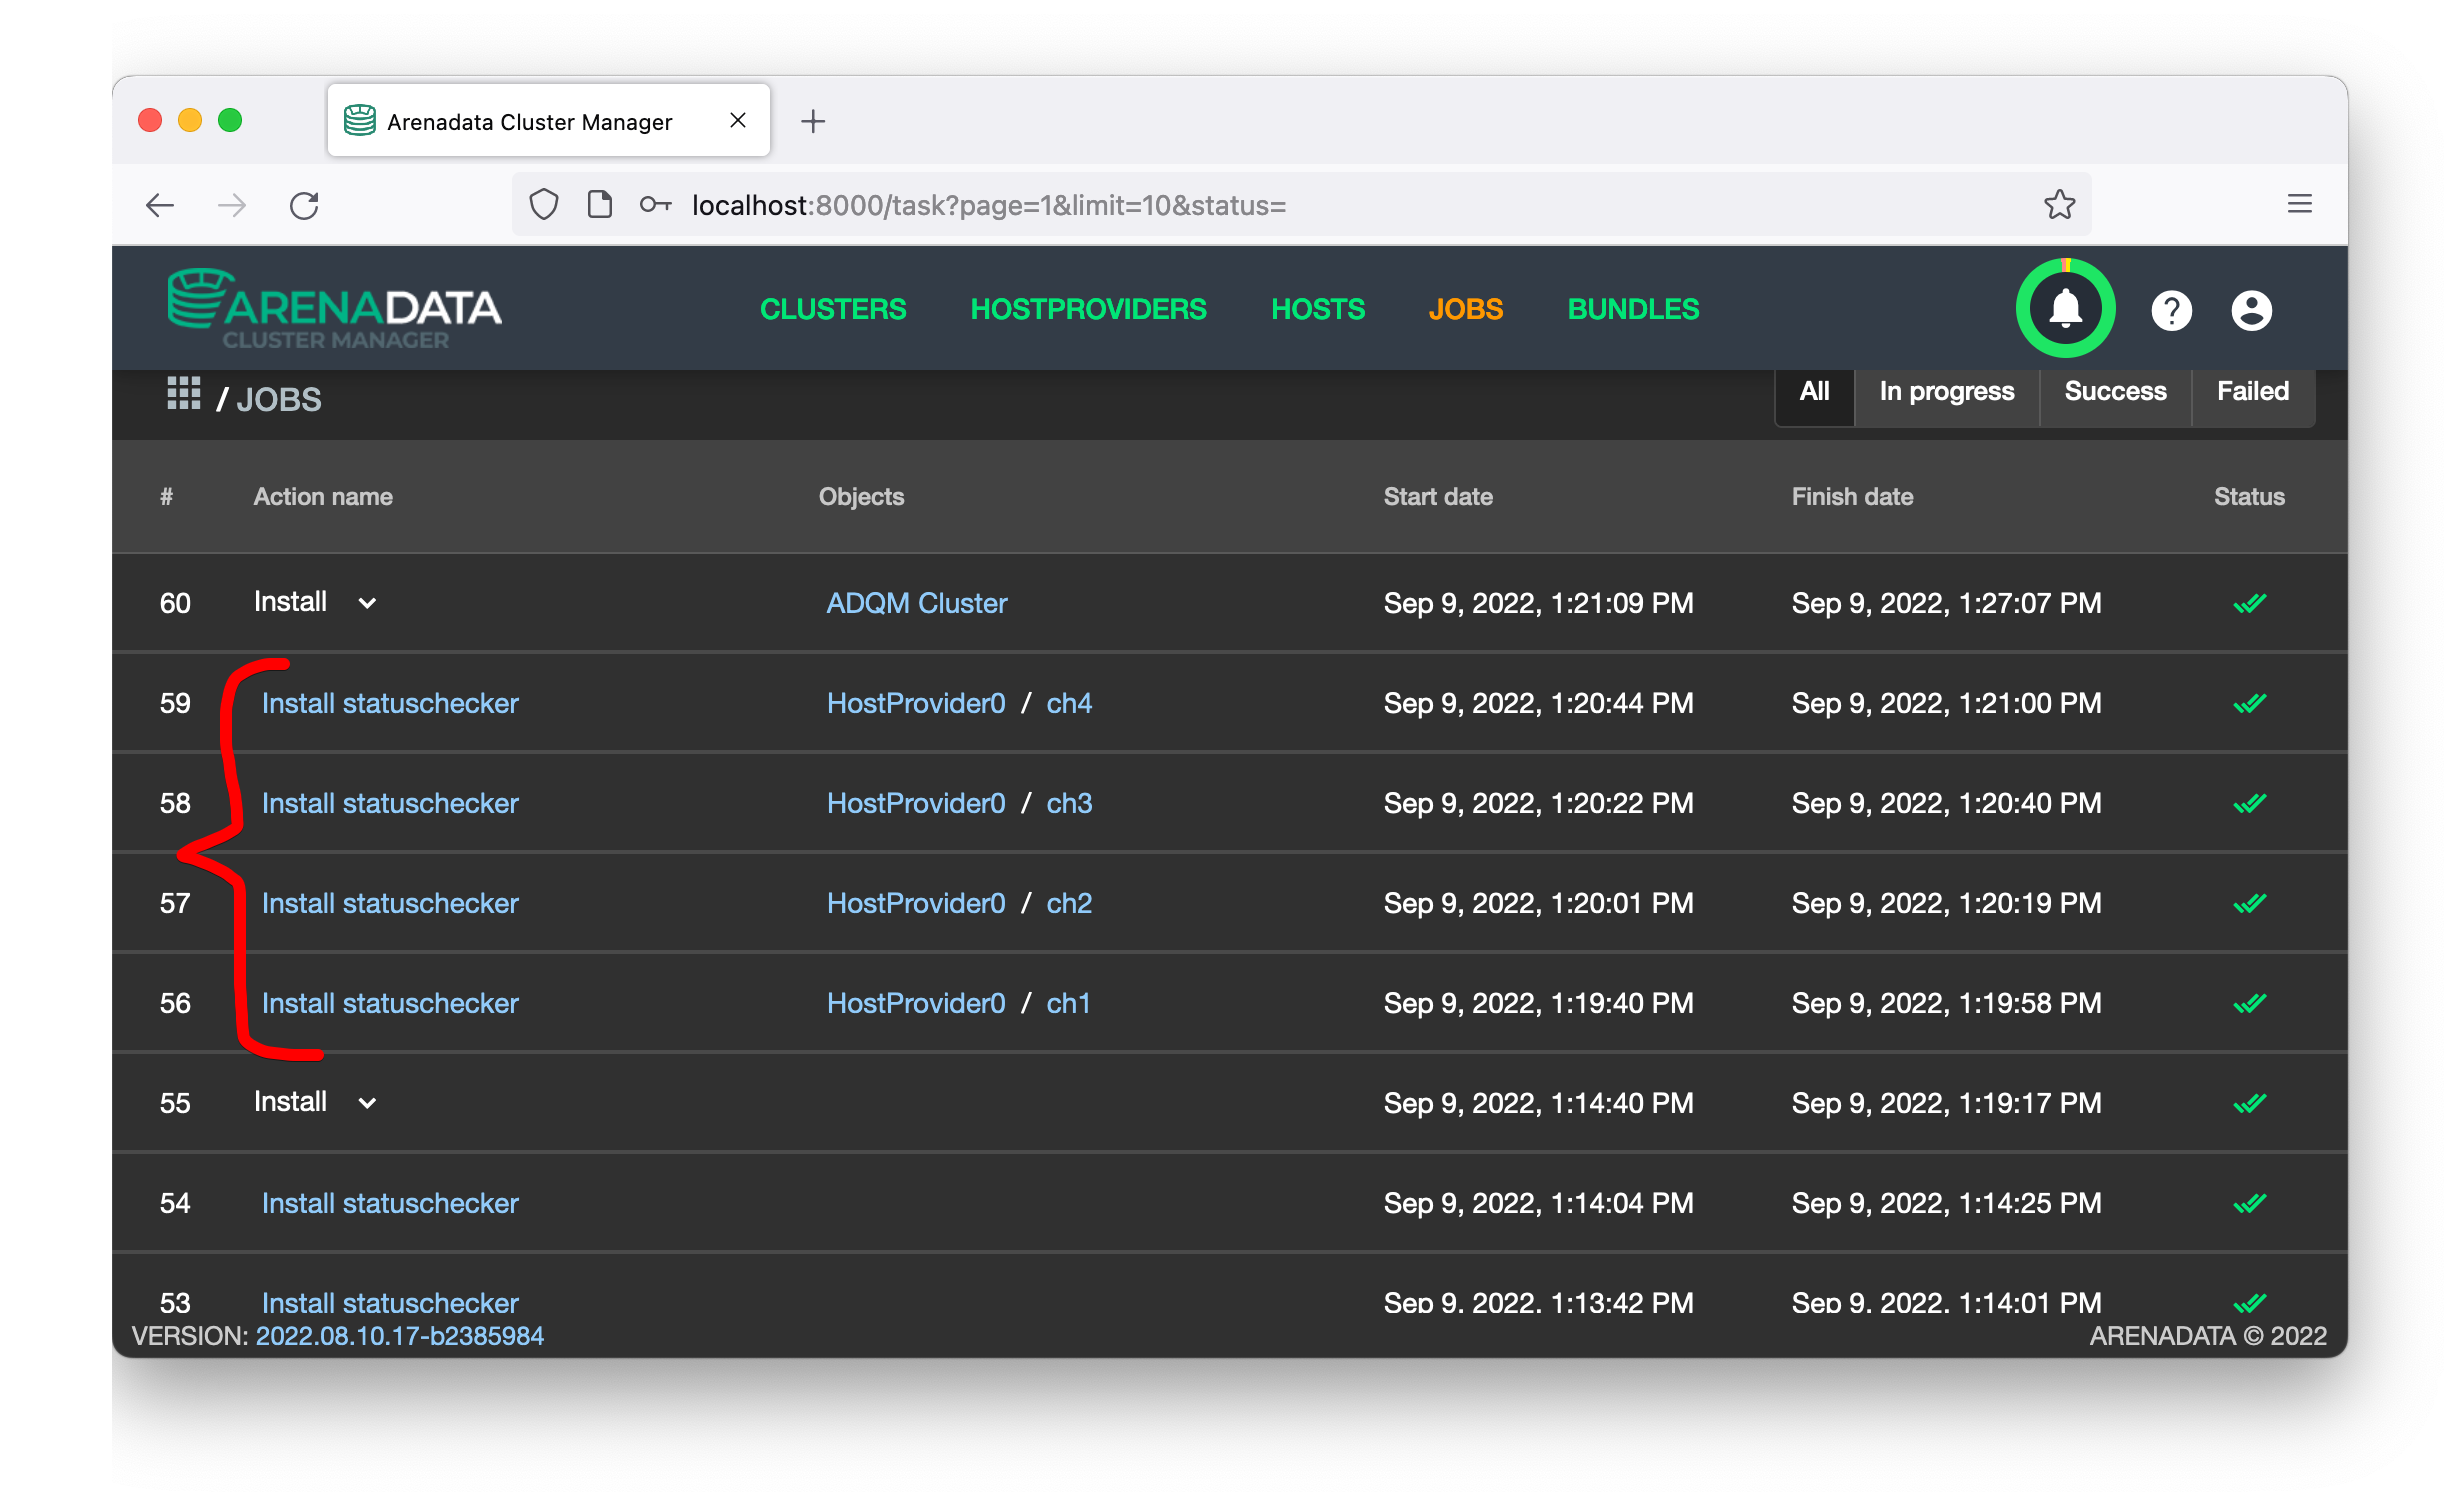 Arenadata Cluster Manager
localhost:8000/task?page=1&limit=10&status=
ARENADATA
CLUSTER MANAGER
CLUSTERS HOSTPROVIDERS HOSTS JOBS BUNDLES
/ JOBS All In progress Success Failed
# Action name Objects Start date Finish date Status
60 Install ADQM Cluster Sep 9, 2022, 1:21:09 PM Sep 9, 2022, 1:27:07 PM
59 Install statuschecker HostProvider0 / ch4 Sep 9, 2022, 1:20:44 PM Sep 9, 2022, 1:21:00 PM
58 Install statuschecker HostProvider0 / ch3 Sep 9, 2022, 1:20:22 PM Sep 9, 2022, 1:20:40 PM
57 Install statuschecker HostProvider0 / ch2 Sep 9, 2022, 1:20:01 PM Sep 9, 2022, 1:20:19 PM
56 Install statuschecker HostProvider0 / ch1 Sep 9, 2022, 1:19:40 PM Sep 9, 2022, 1:19:58 PM
55 Install Sep 9, 2022, 1:14:40 PM Sep 9, 2022, 1:19:17 PM
54 Install statuschecker Sep 9, 2022, 1:14:04 PM Sep 9, 2022, 1:14:25 PM
53 Install statuschecker Sep 9, 2022, 1:13:42 PM Sep 9, 2022, 1:14:01 PM
VERSION: 2022.08.10.17-b2385984 ARENADATA © 2022